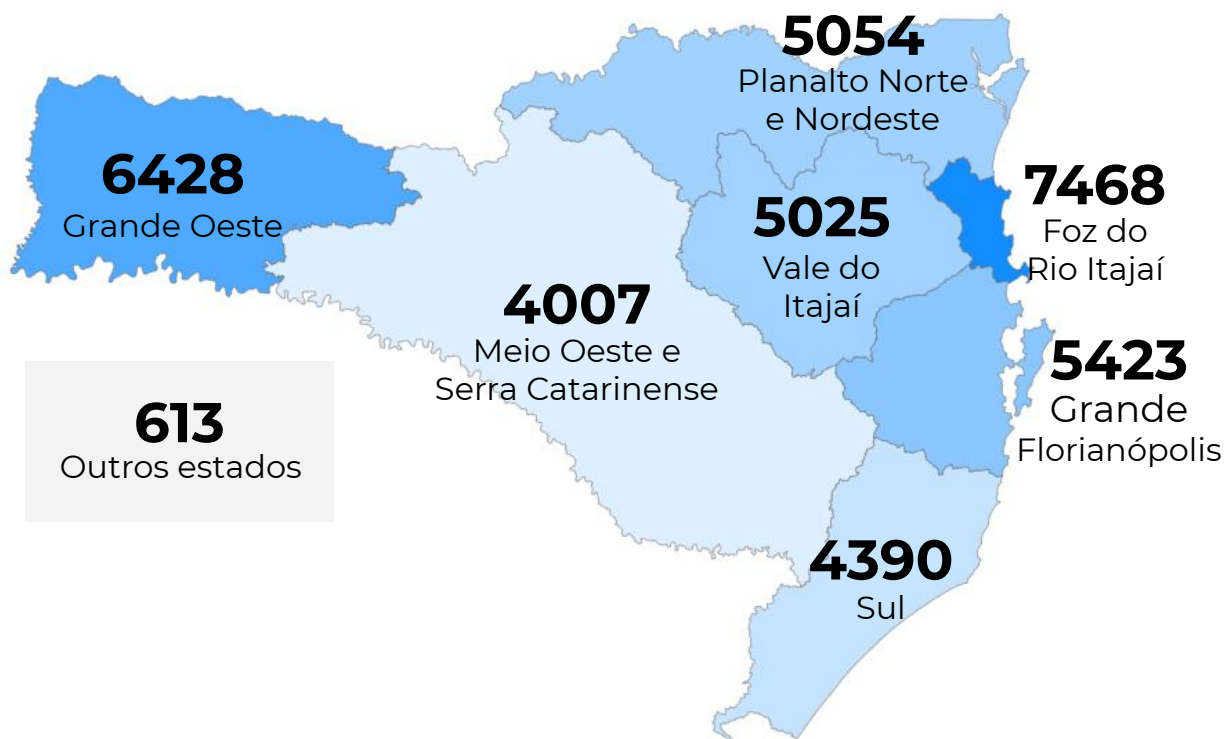 5054
Planalto Norte
e Nordeste
6428
Grande Oeste
7468
Foz do
Rio Itajaí
5025
Vale do
Itajaí
4007
Meio Oeste e
Serra Catarinense
5423
Grande
Florianópolis
613
Outros estados
4390
Sul